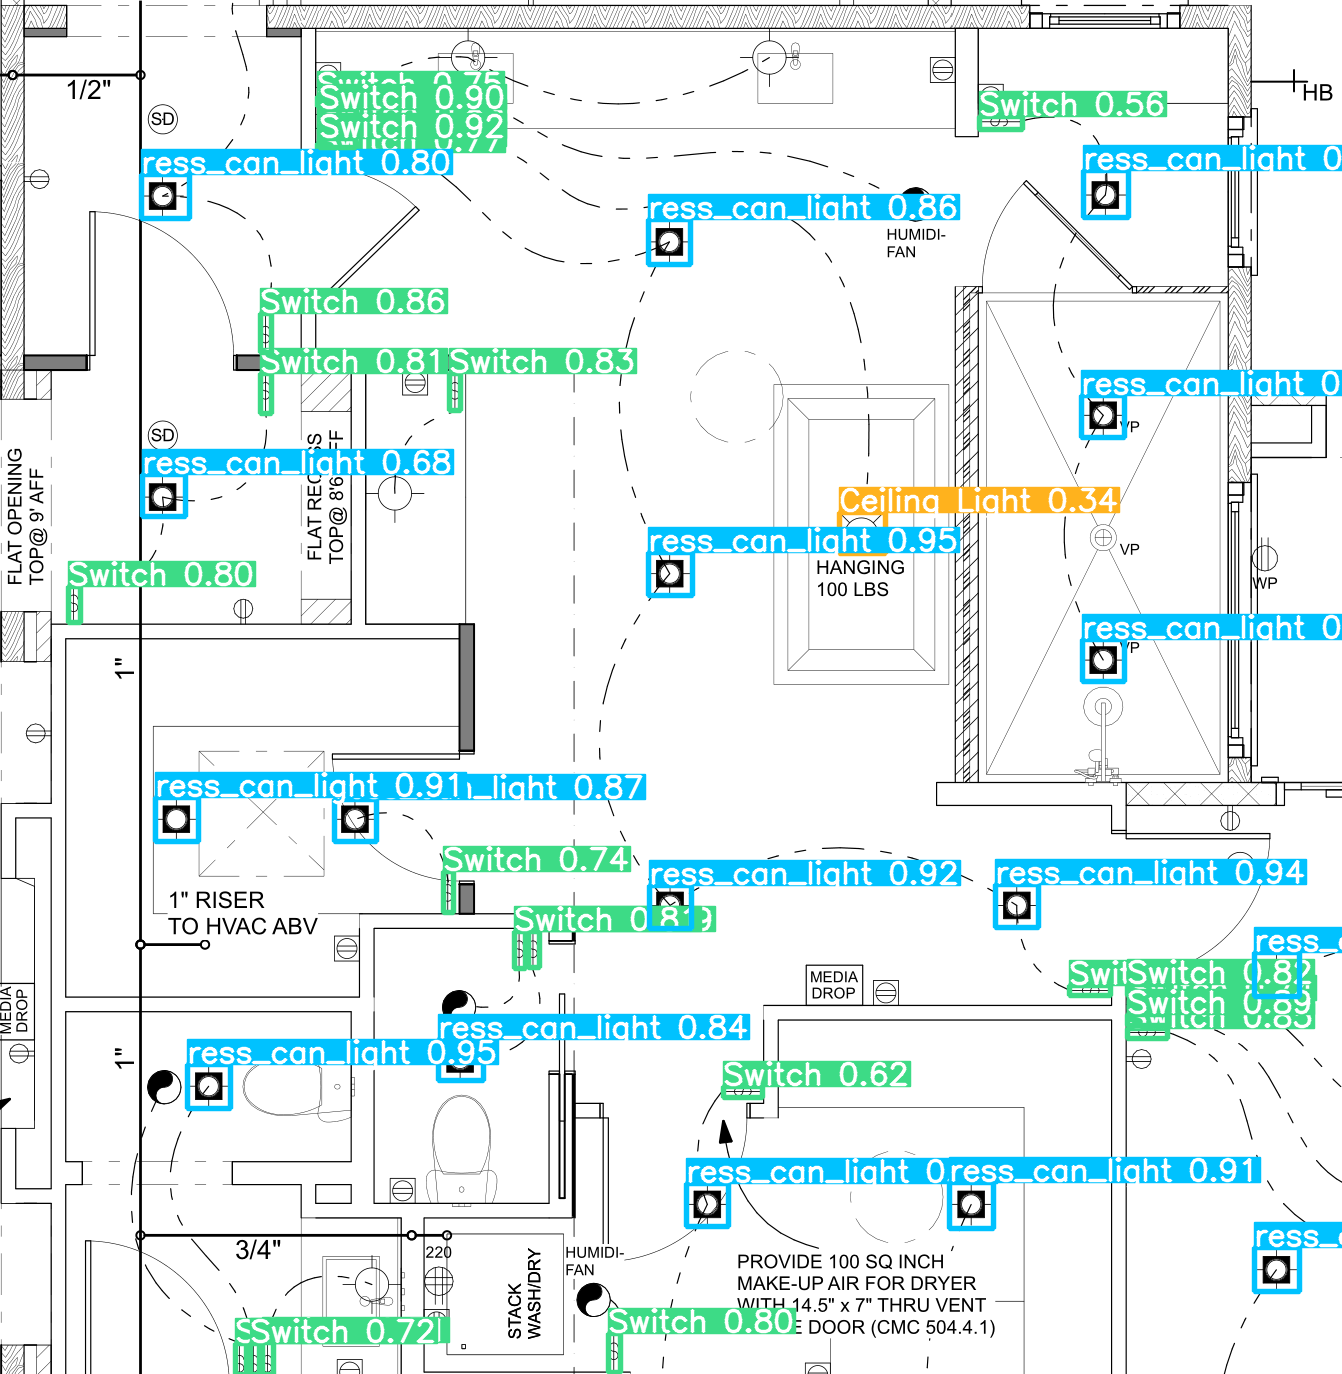 1/2"
HB
SD
Switch 0.75
Switch 0.90
Switch 0.92
Switch 0.77
Switch 0.56
ress_can_light 0.80
ress_can_light 0
ress_can_light 0.86
HUMIDI-
FAN
Switch 0.86
Switch 0.81
Switch 0.83
ress_can_light 0
VP
SD
ress_can_light 0.68
FLAT OPENING
TOP@ 9' AFF
FLAT
TOP@ 8'6
Ceiling Light 0.34
ress_can_light 0.95
HANGING
100 LBS
VP
WP
Switch 0.80
ress_can_light 0
VP
1"
ress_can_light 0.91
light 0.87
Switch 0.74
ress_can_light 0.92
ress_can_light 0.94
1" RISER
TO HVAC ABV
Switch 0.81
ress_c
MEDIA
DROP
MEDIA
DROP
Switch 0.82
Switch 0.89
Switch 0.83
ress_can_light 0.84
ress_can_light 0.95
1"
Switch 0.62
ress_can_light 0
ress_can_light 0.91
3/4"
220
HUMIDI-
FAN
STACK
WASH/DRY
PROVIDE 100 SQ INCH
MAKE-UP AIR FOR DRYER
WITH 14.5" x 7" THRU VENT
E DOOR (CMC 504.4.1)
ress_c
Switch 0.72
Switch 0.80